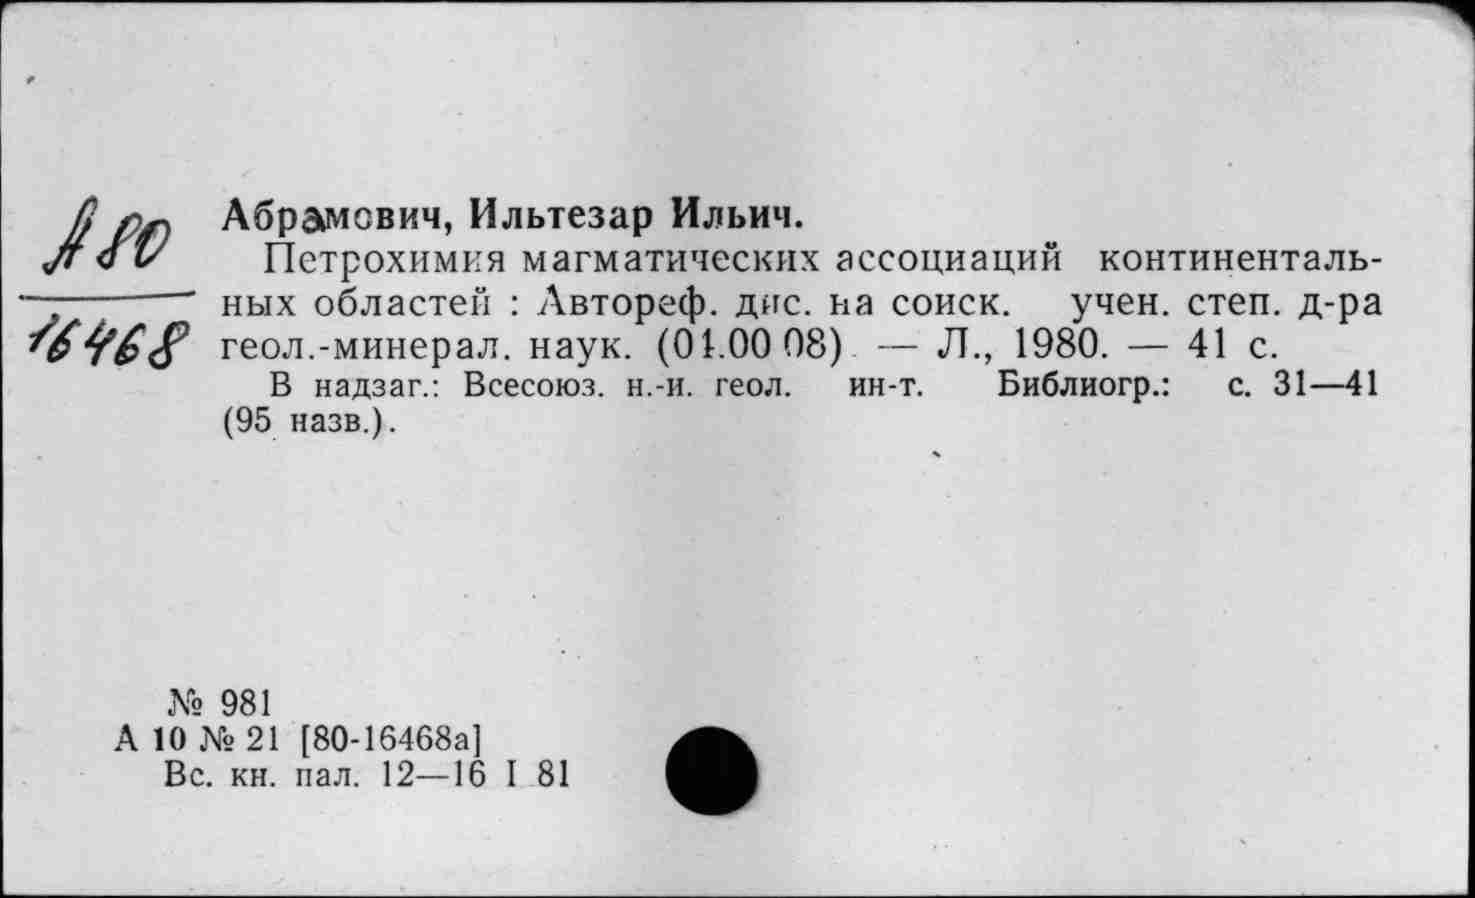 А80
16468
Абрамович, Ильтезар Ильич.
Петрохимия магматических ассоциаций континенталь-
ных областей : Автореф. дис. на соиск. учен. степ. д-ра
геол.-минерал. наук. (01.00 08) — Л., 1980. — 41 с.
В надзаг.: Всесоюз. н.-и. геол. ин-т. Библиогр.: с. 31—41
(95 назв.).
№ 981
А 10 № 21 [80-16468а]
Вс. кн. пал. 12—16 I 81